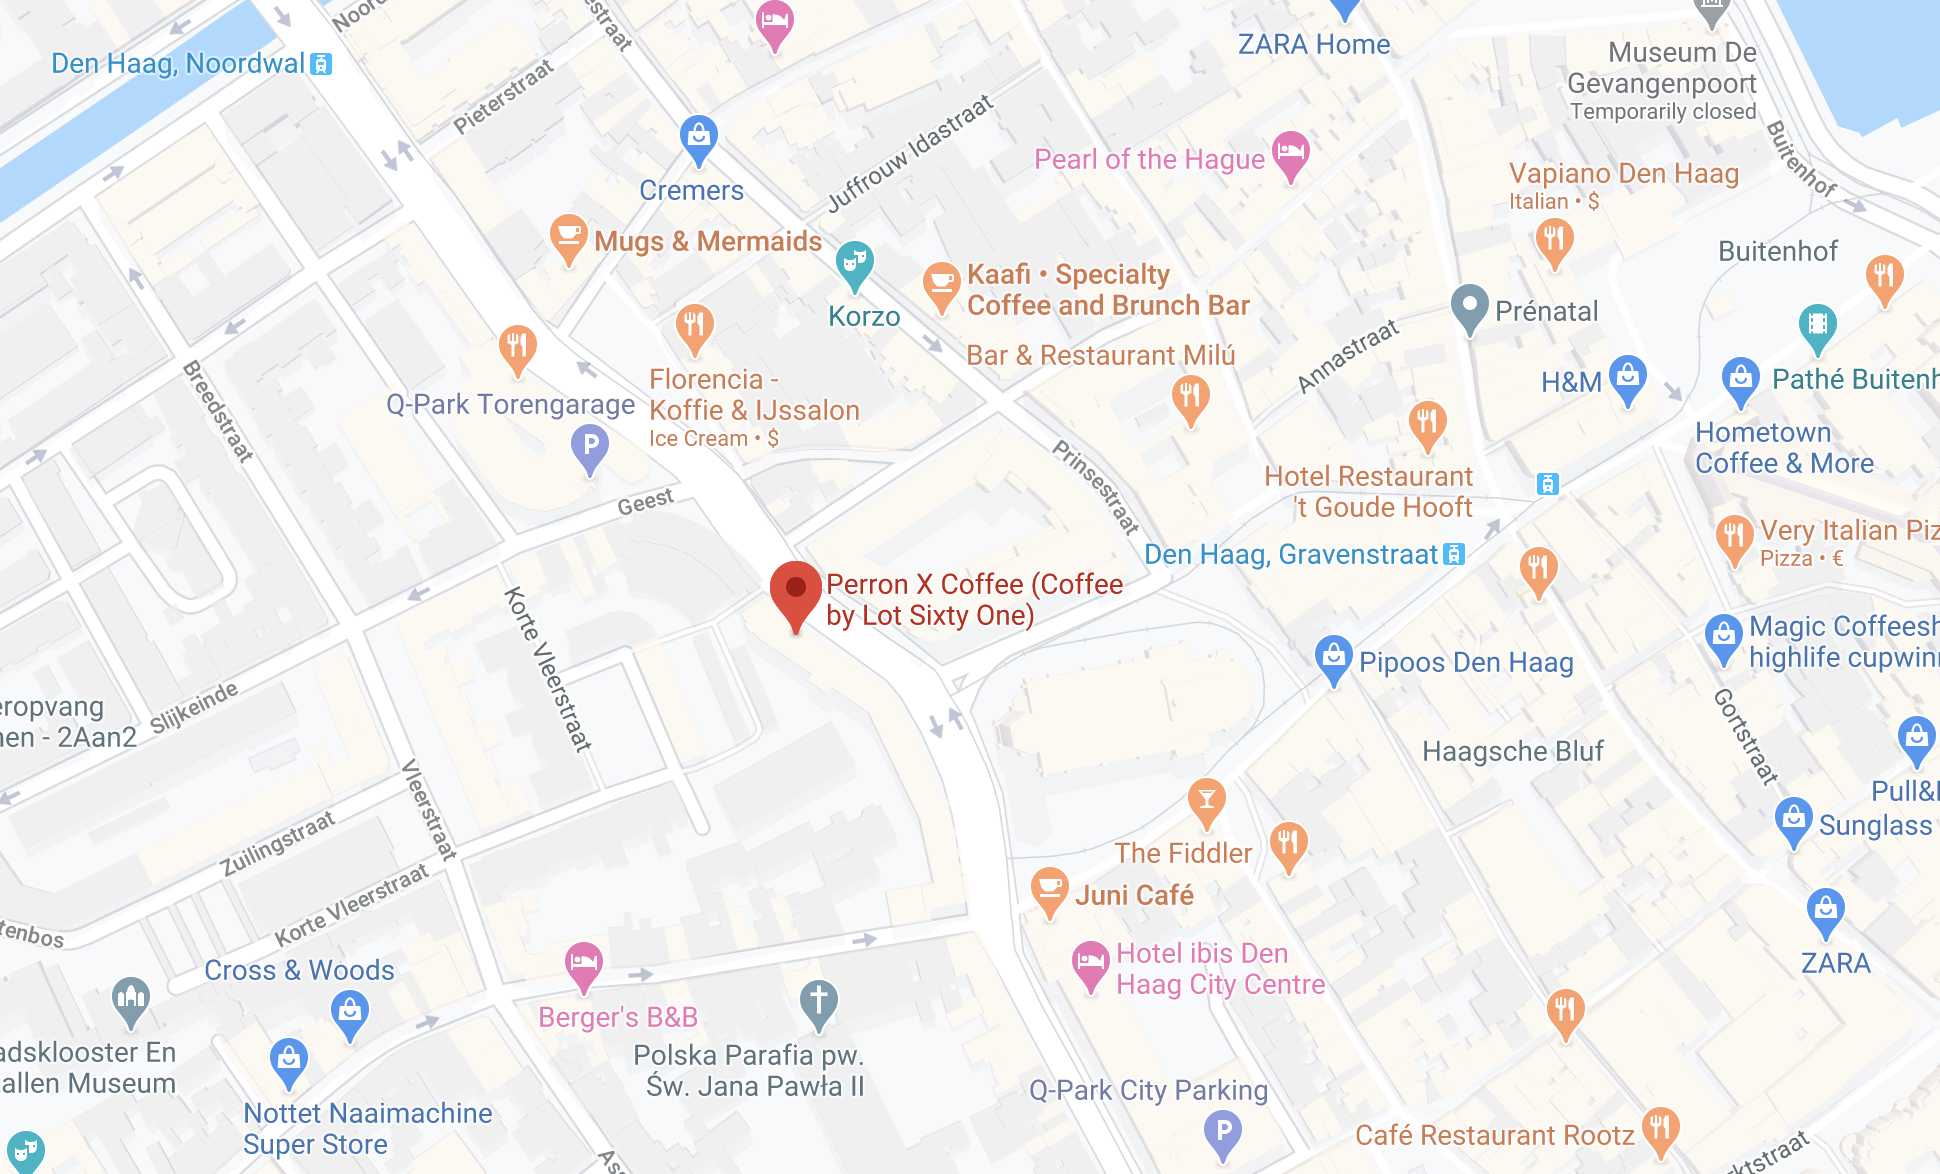 Noord
estraat
Den Haag, Noordwal
Pieterstraat
ZARA Home
Museum De
Gevangenpoort
Temporarily closed
Juffrouw Idastraat
Cremers
Pearl of the Hague
Buitenhof
Vapiano Den Haag
Italian • $
Mugs & Mermaids
Korzo
Kaafi • Specialty
Coffee and Brunch Bar
Buitenhof
Prénatal
Bar & Restaurant Milú
Annastraat
Breedstraat
Q-Park Torengarage
P
Florencia -
Koffie & IJssalon
Ice Cream • $
H&M
Pathé Buitenh
Hometown
Coffee & More
Geest
Prinsestraat
Hotel Restaurant
't Goude Hooft
Den Haag, Gravenstraat
Very Italian Piz
Pizza • €
Perron X Coffee (Coffee
by Lot Sixty One)
Korte Vleerstraat
Pipoos Den Haag
Magic Coffeesh
highlife cupwinn
eropvang
nen - 2Aan2
Slijkeinde
Gortstraat
Haagsche Bluf
Vleerstraat
Pull&B
Sunglass
Zuilingstraat
The Fiddler
Juni Café
Korte Vleerstraat
tenbos
Cross & Woods
Hotel ibis Den
Haag City Centre
ZARA
Berger's B&B
Polska Parafia pw.
Św. Jana Pawła II
adsklooster En
allen Museum
Q-Park City Parking
P
Nottet Naaimachine
Super Store
Café Restaurant Rootz
Ass
rktstraat